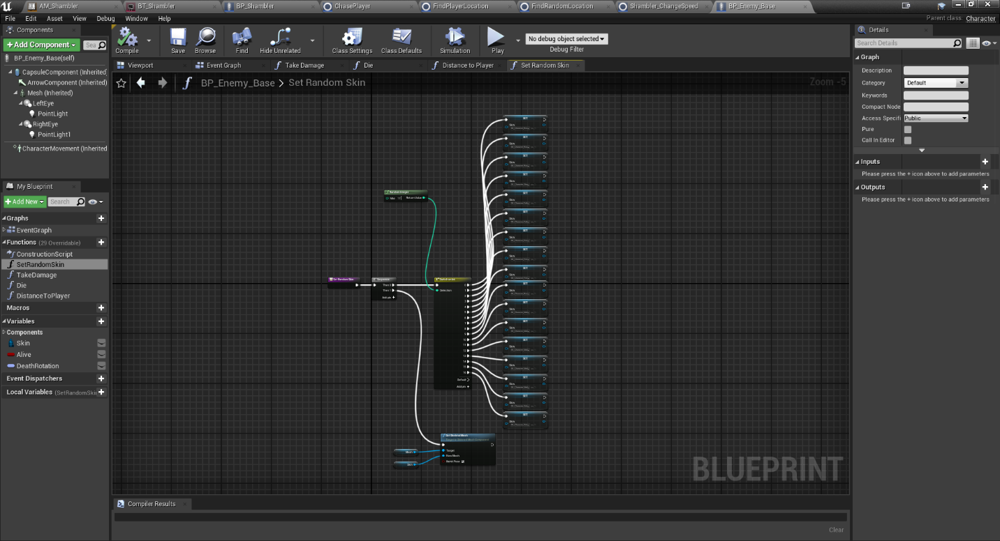 AM_Shambler
BT_Shambler
BP_Shambler
ChasePlayer
FindPlayerLocation
FindRandomLocation
Shambler_ChangeSpeed
BP_Enemy_Base
File Edit Asset View Debug Window Help
Parent class: Character
Components
+Add Component
Sea
BP_Enemy_Base(self)
CapsuleComponent (Inherited)
ArrowComponent (Inherited)
Mesh (Inherited)
LeftEye
PointLight
RightEye
PointLight1
CharacterMovement (Inherited
My Blueprint
+Add New
Search
Graphs
EventGraph
Functions (29 Overridable)
ConstructionScript
SetRandomSkin
TakeDamage
Die
DistanceToPlayer
Macros
Variables
Components
Skin
Alive
DeathRotation
Event Dispatchers
Local Variables (SetRandomSkin
Compile
Save
Browse
Find
Hide Unrelated
Class Settings
Class Defaults
Simulation
Play
No debug object selected
Debug Filter
Viewport
Event Graph
Take Damage
Die
Distance to Player
Set Random Skin
BP_Enemy_Base > Set Random Skin
Zoom -5
Random Integer
Max
Return Value
Set Random Skin
Sequence
Then 0
Then 1
Add pin +
Switch on Int
Selection
0
1
2
3
4
5
6
7
8
9
10
11
12
13
14
15
16
Default
Add pin +
SET
Skin
SET
Skin
SET
Skin
SET
Skin
SET
Skin
SET
Skin
SET
Skin
SET
Skin
SET
Skin
SET
Skin
SET
Skin
SET
Skin
SET
Skin
SET
Skin
SET
Skin
SET
Skin
SET
Skin
Set Skeletal Mesh
Target is Skinned Mesh Component
Target
New Mesh
Reinit Pose
Mesh
Skin
BLUEPRINT
Compiler Results
Clear
Details
Search Details
Graph
Description
Category
Default
Keywords
Compact Node
Access Specifi
Public
Pure
Call In Editor
Inputs
Please press the + icon above to add parameters
Outputs
Please press the + icon above to add parameters